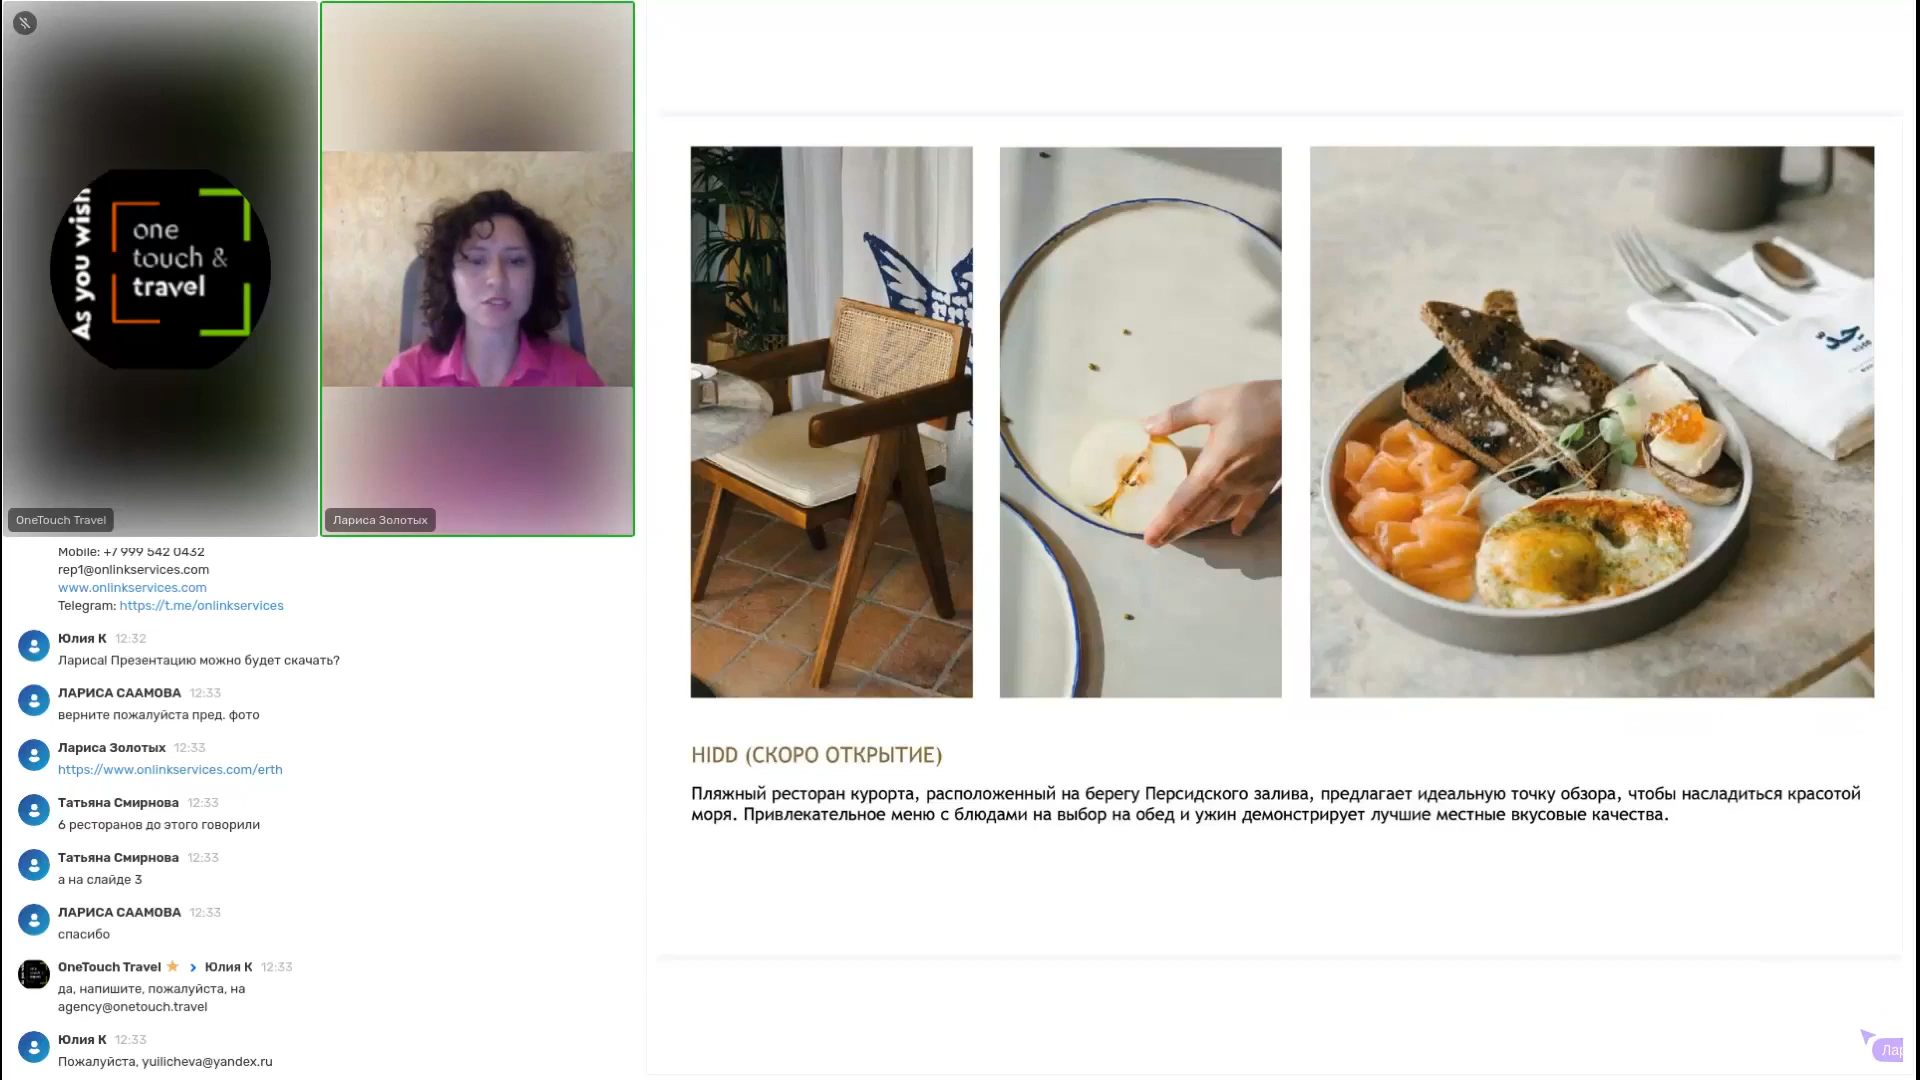 As you wish
one
touch &
travel
OneTouch Travel
Лариса Золотых
Mobile: +7 999 542 0432
rep1@onlinkservices.com
www.onlinkservices.com
Telegram: https://t.me/onlinkservices
Юлия К 12:32
Лариса! Презентацию можно будет скачать?
ЛАРИСА СААМОВА 12:33
верните пожалуйста пред. фото
Лариса Золотых 12:33
https://www.onlinkservices.com/erth
Татьяна Смирнова 12:33
6 ресторанов до этого говорили
Татьяна Смирнова 12:33
а на слайде 3
ЛАРИСА СААМОВА 12:33
спасибо
OneTouch Travel Юлия К 12:33
да, напишите, пожалуйста, на
agency@onetouch.travel
Юлия К 12:33
Пожалуйста, yuilicheva@yandex.ru
HIDD (СКОРО ОТКРЫТИЕ)
Пляжный ресторан курорта, расположенный на берегу Персидского залива, предлагает идеальную точку обзора, чтобы насладиться красотой
моря. Привлекательное меню с блюдами на выбор на обед и ужин демонстрирует лучшие местные вкусовые качества.
Лар